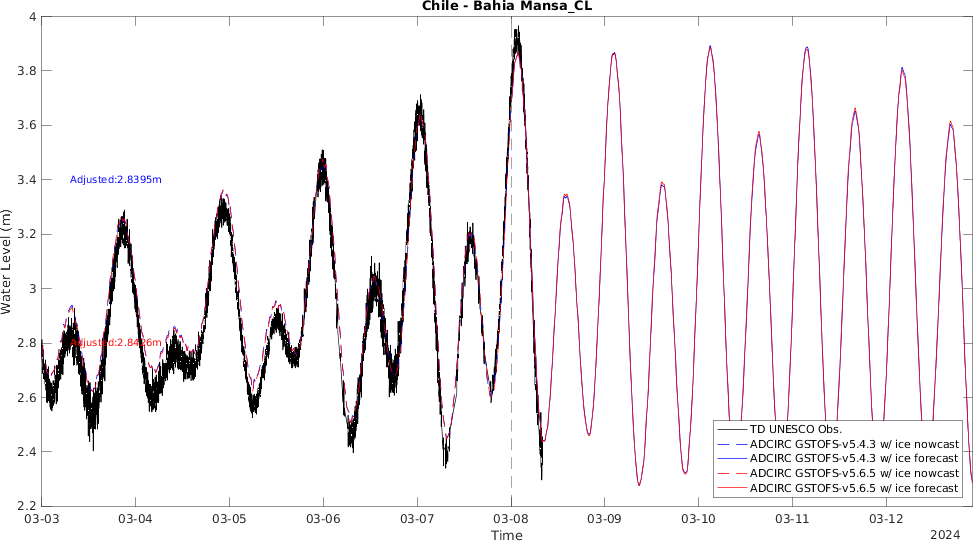 Chile - Bahia Mansa_CL
4
3.8
3.6
3.4
3.2
3
2.8
2.6
2.4
2.2
Water Level (m)
Adjusted:2.8395m
Adjusted:2.8426m
TD UNESCO Obs.
ADCIRC GSTOFS-v5.4.3 w/ ice nowcast
ADCIRC GSTOFS-v5.4.3 w/ ice forecast
ADCIRC GSTOFS-v5.6.5 w/ ice nowcast
ADCIRC GSTOFS-v5.6.5 w/ ice forecast
03-03 03-04 03-05 03-06 03-07 03-08 03-09 03-10 03-11 03-12
Time
2024